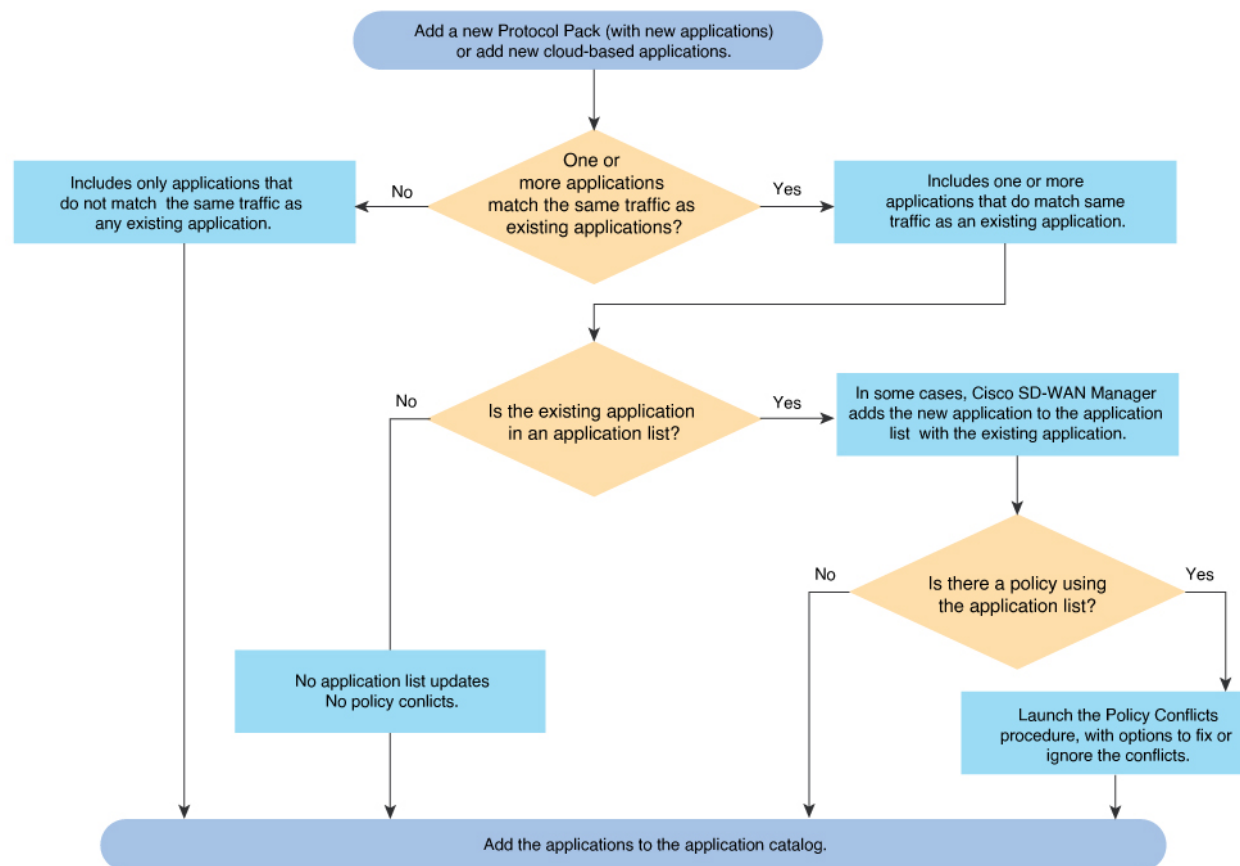 Add a new Protocol Pack (with new applications)
or add new cloud-based applications.
One or
more applications
match the same traffic as
existing applications?
No
Yes
Includes only applications that
do not match the same traffic as
any existing application.
Includes one or more
applications that do match same
traffic as an existing application.
Is the existing application
in an application list?
No
Yes
In some cases, Cisco SD-WAN Manager
adds the new application to the application
list with the existing application.
Is there a policy using
the application list?
No
Yes
No application list updates
No policy conlicts.
Launch the Policy Conflicts
procedure, with options to fix or
ignore the conflicts.
Add the applications to the application catalog.